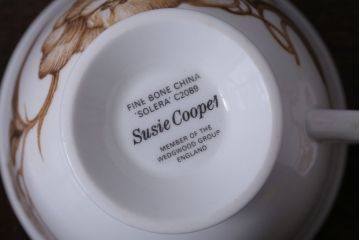 FINE BONE CHINA
'SOLERA' C2089
Susie Cooper
MEMBER OF THE
WEDGWOOD GROUP
ENGLAND